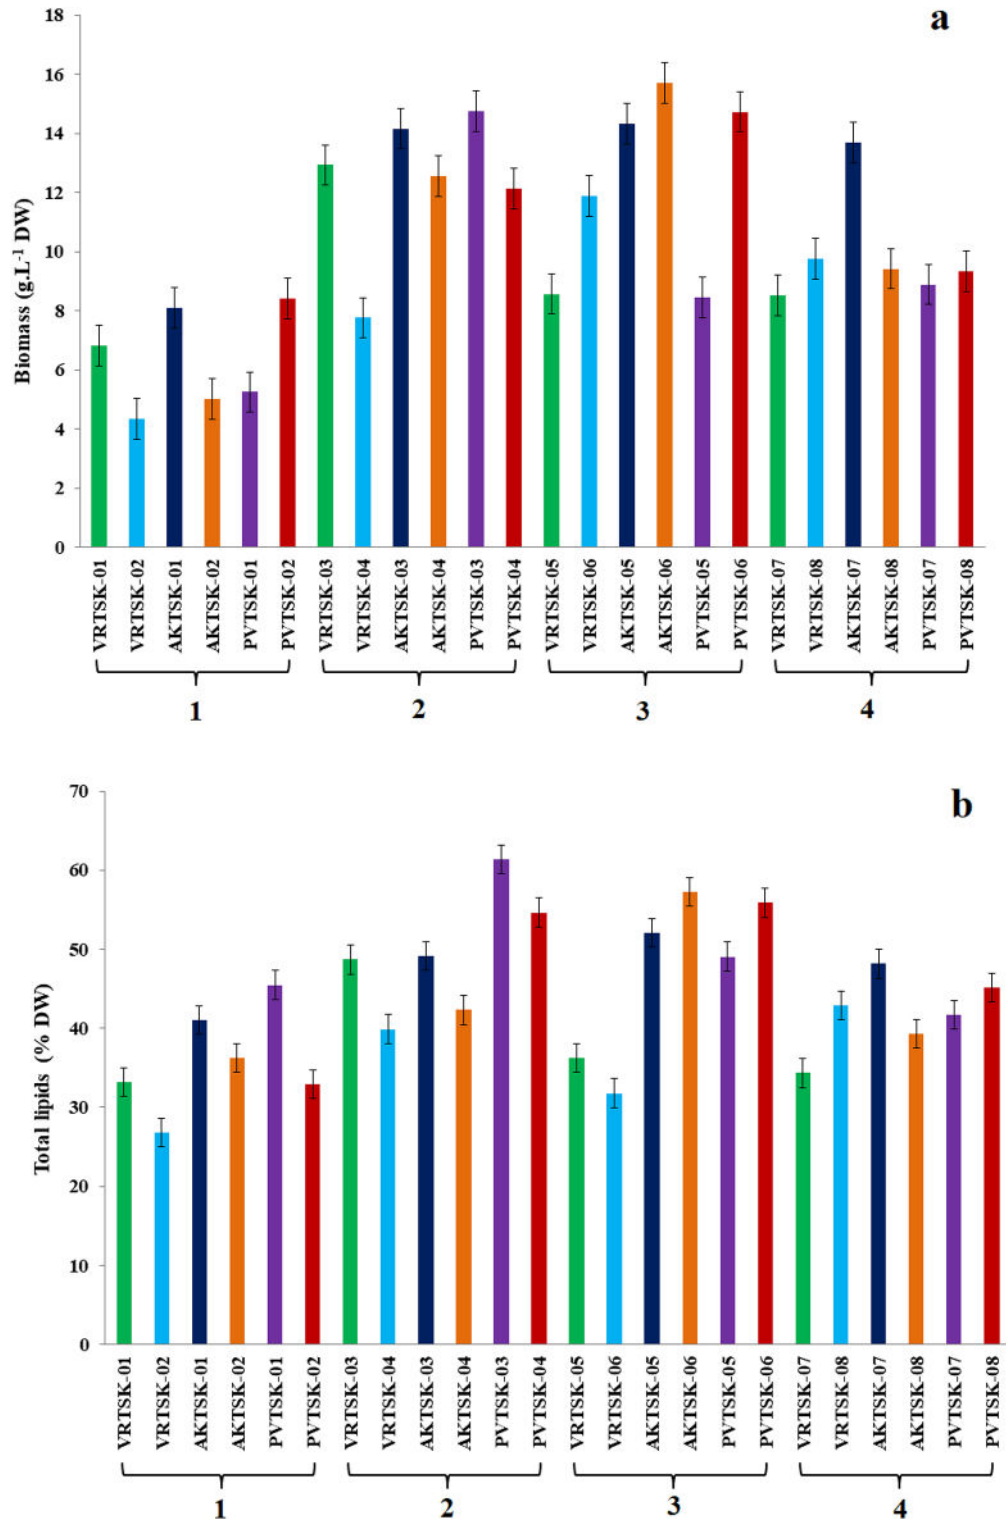 a
18
16
14
12
10
8
6
4
2
0
Biomass (g.L-1 DW)
VRTSK-01
VRTSK-02
AKTSK-01
AKTSK-02
PVTSK-01
PVTSK-02
VRTSK-03
VRTSK-04
AKTSK-03
AKTSK-04
PVTSK-03
PVTSK-04
VRTSK-05
VRTSK-06
AKTSK-05
AKTSK-06
PVTSK-05
PVTSK-06
VRTSK-07
VRTSK-08
AKTSK-07
AKTSK-08
PVTSK-07
PVTSK-08
1
2
3
4
b
70
60
50
40
30
20
10
0
Total lipids (% DW)
VRTSK-01
VRTSK-02
AKTSK-01
AKTSK-02
PVTSK-01
PVTSK-02
VRTSK-03
VRTSK-04
AKTSK-03
AKTSK-04
PVTSK-03
PVTSK-04
VRTSK-05
VRTSK-06
AKTSK-05
AKTSK-06
PVTSK-05
PVTSK-06
VRTSK-07
VRTSK-08
AKTSK-07
AKTSK-08
PVTSK-07
PVTSK-08
1
2
3
4